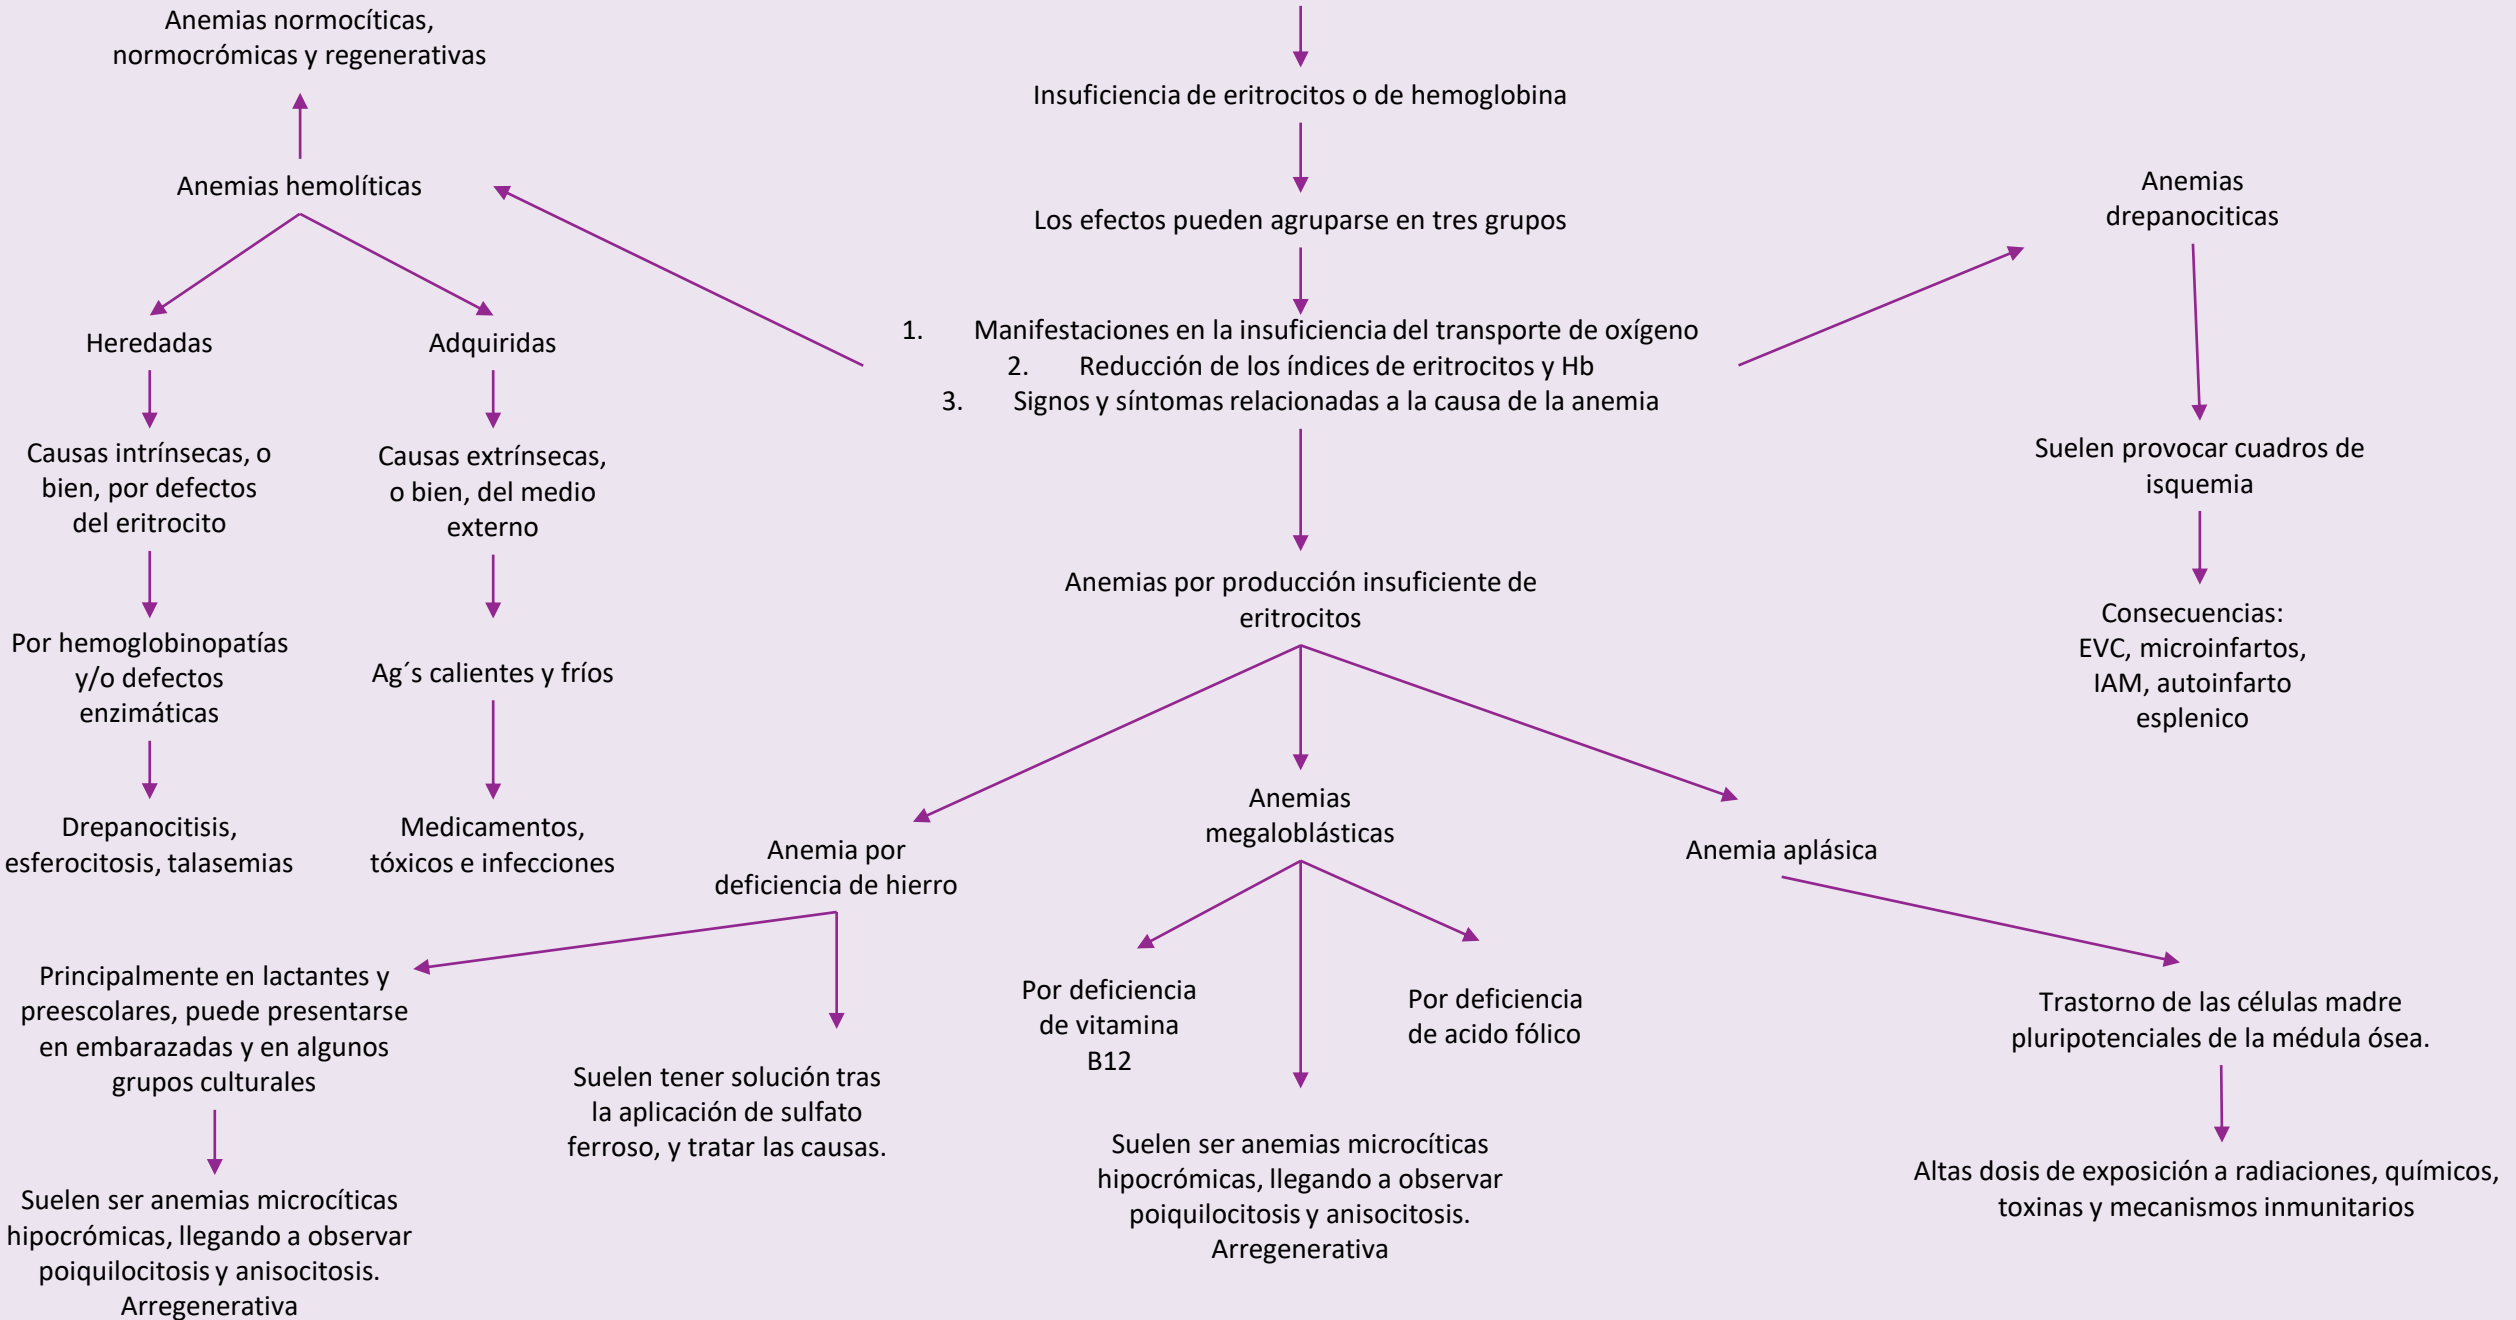 Anemias normocíticas,
normocrómicas y regenerativas
Anemias hemolíticas
Heredadas
Causas intrínsecas, o
bien, por defectos
del eritrocito
Por hemoglobinopatías
y/o defectos
enzimáticas
Drepanocitisis,
esferocitosis, talasemias
Adquiridas
Causas extrínsecas,
o bien, del medio
externo
Ag´s calientes y fríos
Medicamentos,
tóxicos e infecciones
Insuficiencia de eritrocitos o de hemoglobina
Los efectos pueden agruparse en tres grupos
1. Manifestaciones en la insuficiencia del transporte de oxígeno
2. Reducción de los índices de eritrocitos y Hb
3. Signos y síntomas relacionadas a la causa de la anemia
Anemias por producción insuficiente de
eritrocitos
Anemia por
deficiencia de hierro
Principalmente en lactantes y
preescolares, puede presentarse
en embarazadas y en algunos
grupos culturales
Suelen ser anemias microcíticas
hipocrómicas, llegando a observar
poiquilocitosis y anisocitosis.
Arregenerativa
Suelen tener solución tras
la aplicación de sulfato
ferroso, y tratar las causas.
Anemias
megaloblásticas
Por deficiencia
de vitamina
B12
Por deficiencia
de acido fólico
Suelen ser anemias microcíticas
hipocrómicas, llegando a observar
poiquilocitosis y anisocitosis.
Arregenerativa
Anemia aplásica
Trastorno de las células madre
pluripotenciales de la médula ósea.
Altas dosis de exposición a radiaciones, químicos,
toxinas y mecanismos inmunitarios
Anemias
drepanociticas
Suelen provocar cuadros de
isquemia
Consecuencias:
EVC, microinfartos,
IAM, autoinfarto
esplenico